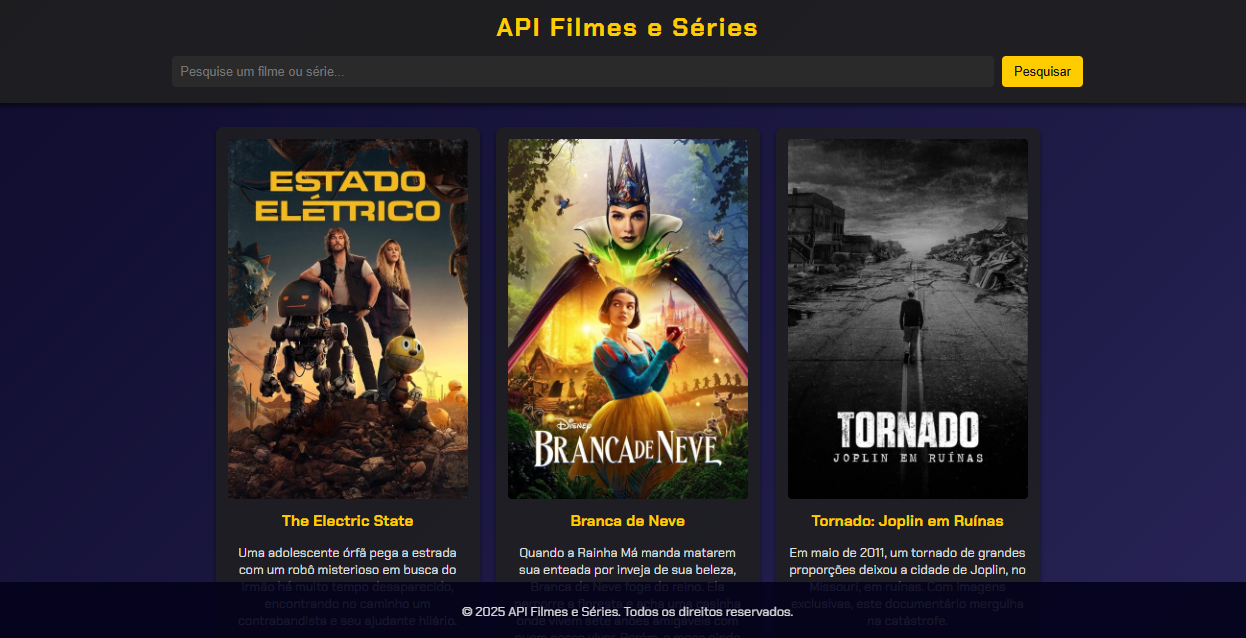 API Filmes e Séries
Pesquise um filme ou série...
Pesquisar
ESTADO
ELÉTRICO
DISNEY
BRANCA DE NEVE
TORNADO
JOPLIN EM RUÍNAS
The Electric State
Uma adolescente órfã pega a estrada
com um robô misterioso em busca do
irmão há muito tempo desaparecido,
encontrando no caminho um
contrabandista e seu ajudante hilário.
Branca de Neve
Quando a Rainha Má manda matarem
sua enteada por inveja de sua beleza,
Branca de Neve foge do reino. Ela
onde vivem sete anões amigáveis com
Tornado: Joplin em Ruínas
Em maio de 2011, um tornado de grandes
proporções deixou a cidade de Joplin, no
Missouri, em ruínas. Com imagens
exclusivas, este documentário mergulha
na catástrofe.
© 2025 API Filmes e Séries. Todos os direitos reservados.